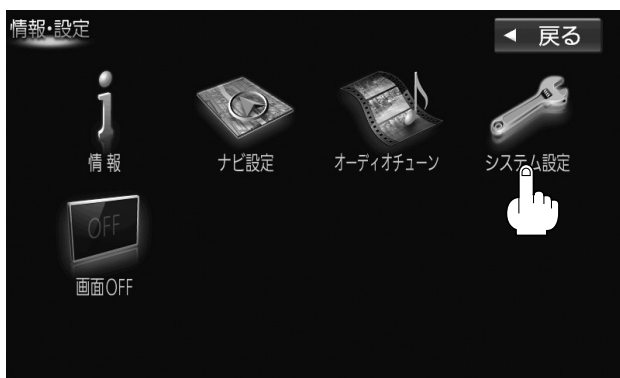 情報・設定
◀ 戻る
情報
ナビ設定
オーディオチューン
システム設定
OFF
画面OFF